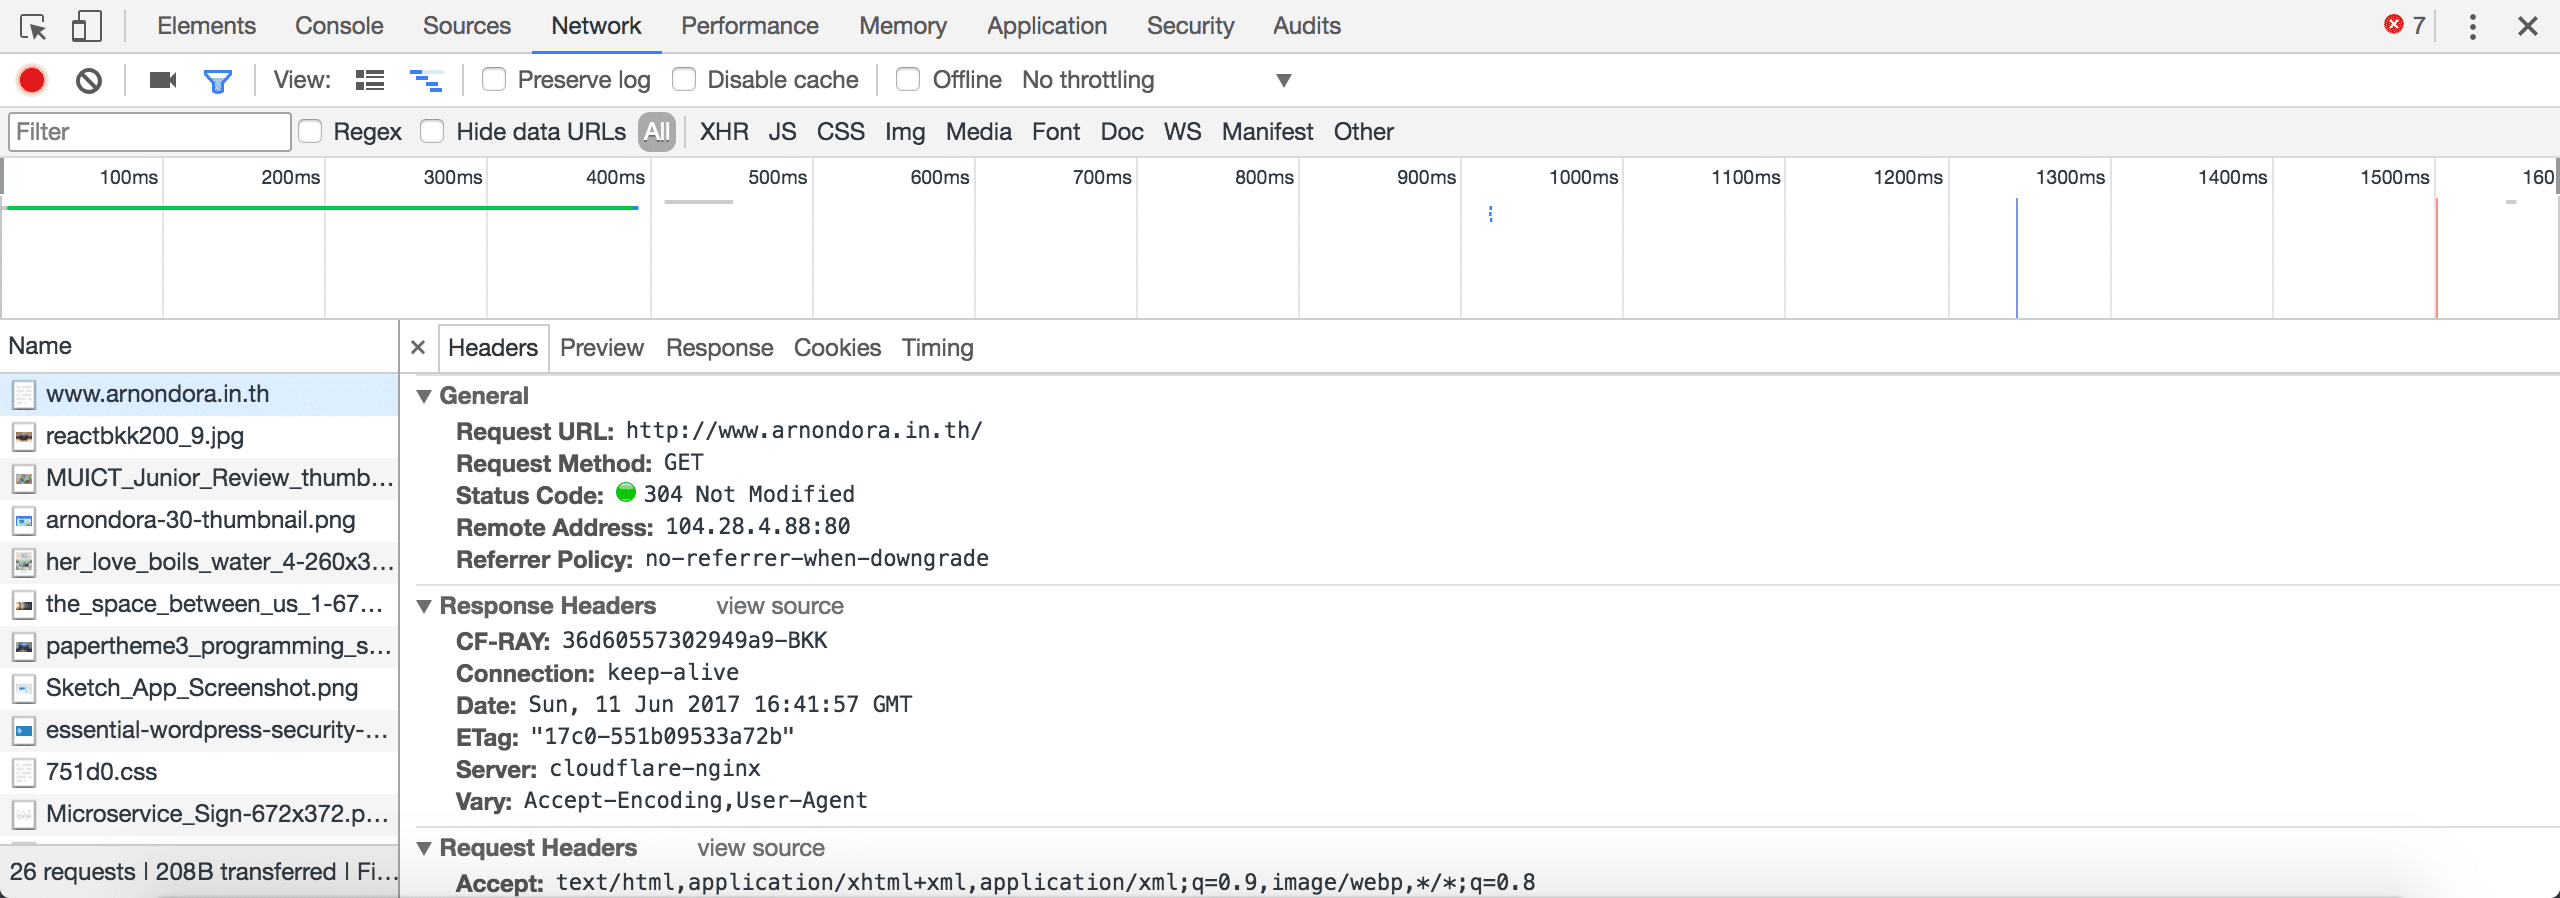 Elements Console Sources Network Performance Memory Application Security Audits 7
View: Preserve log Disable cache Offline No throttling
Filter Regex Hide data URLs All XHR JS CSS Img Media Font Doc WS Manifest Other
100ms 200ms 300ms 400ms 500ms 600ms 700ms 800ms 900ms 1000ms 1100ms 1200ms 1300ms 1400ms 1500ms 160
Name
www.arnondora.in.th
reactbkk200_9.jpg
MUICT_Junior_Review_thumb...
arnondora-30-thumbnail.png
her_love_boils_water_4-260x3...
the_space_between_us_1-67...
papertheme3_programming_s...
Sketch_App_Screenshot.png
essential-wordpress-security-...
751d0.css
Microservice_Sign-672x372.p...
26 requests | 208B transferred | Fi...
Headers Preview Response Cookies Timing
General
Request URL: http://www.arnondora.in.th/
Request Method: GET
Status Code: 304 Not Modified
Remote Address: 104.28.4.88:80
Referrer Policy: no-referrer-when-downgrade
Response Headers view source
CF-RAY: 36d60557302949a9-BKK
Connection: keep-alive
Date: Sun, 11 Jun 2017 16:41:57 GMT
ETag: "17c0-551b09533a72b"
Server: cloudflare-nginx
Vary: Accept-Encoding,User-Agent
Request Headers view source
Accept: text/html,application/xhtml+xml,application/xml;q=0.9,image/webp,*/*;q=0.8